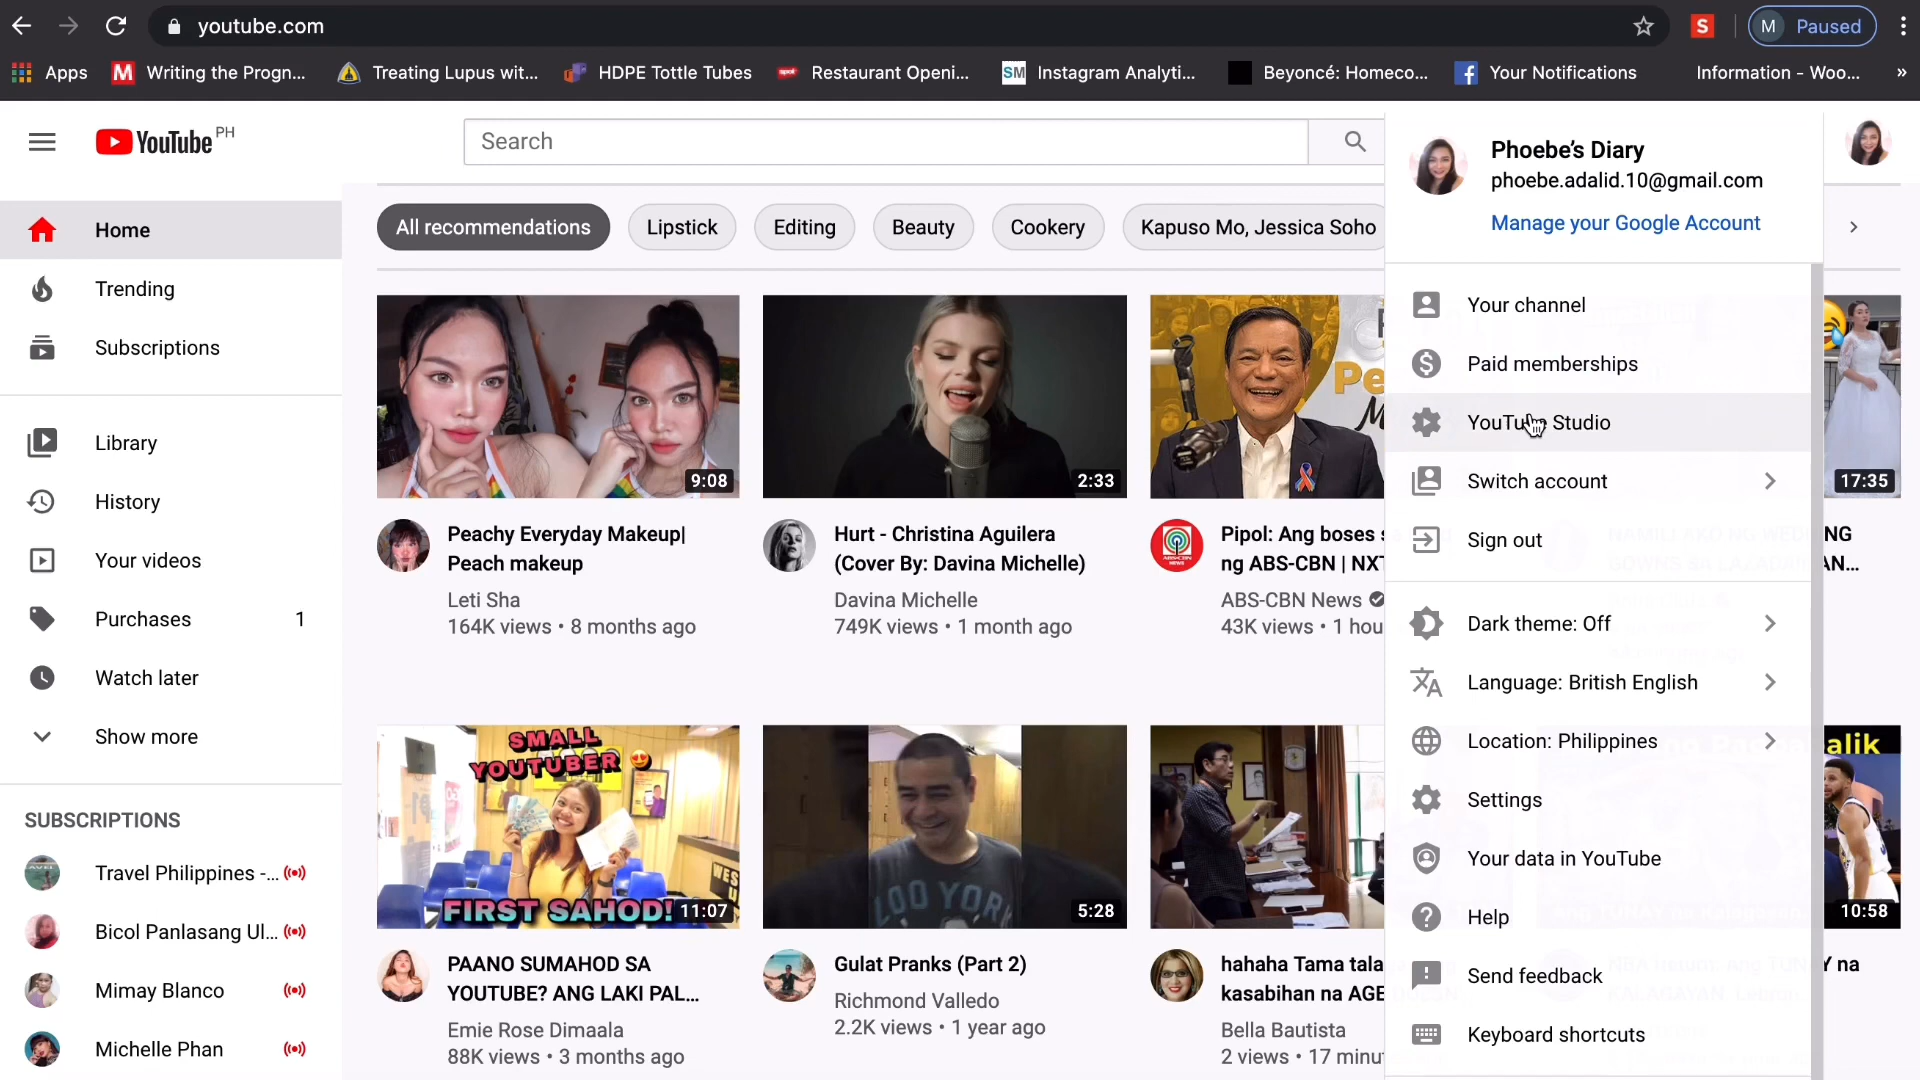 youtube.com
S
M Paused
Apps
M Writing the Progn...
Treating Lupus wit...
HDPE Tottle Tubes
Restaurant Openi...
SM Instagram Analyti...
Beyoncé: Homeco...
Your Notifications
Information - Woo...
»
YouTube PH
Search
Phoebe's Diary
phoebe.adalid.10@gmail.com
Manage your Google Account
Home
Trending
Subscriptions
Library
History
Your videos
Purchases 1
Watch later
Show more
SUBSCRIPTIONS
Travel Philippines -...
Bicol Panlasang Ul...
Mimay Blanco
Michelle Phan
All recommendations
Lipstick
Editing
Beauty
Cookery
Kapuso Mo, Jessica Soho
9:08
Peachy Everyday Makeup|
Peach makeup
Leti Sha
164K views • 8 months ago
2:33
Hurt - Christina Aguilera
(Cover By: Davina Michelle)
Davina Michelle
749K views • 1 month ago
Pipol: Ang boses
ng ABS-CBN | NXT
ABS-CBN News
43K views • 1 hou
17:35
SMALL
YOUTUBER
FIRST SAHOD!
11:07
PAANO SUMAHOD SA
YOUTUBE? ANG LAKI PAL...
Emie Rose Dimaala
88K views • 3 months ago
5:28
Gulat Pranks (Part 2)
Richmond Valledo
2.2K views • 1 year ago
hahaha Tama tala
kasabihan na AGE
Bella Bautista
2 views • 17 minu
alik
10:58
Your channel
Paid memberships
YouTube Studio
Switch account
Sign out
Dark theme: Off
Language: British English
Location: Philippines
Settings
Your data in YouTube
Help
Send feedback
Keyboard shortcuts